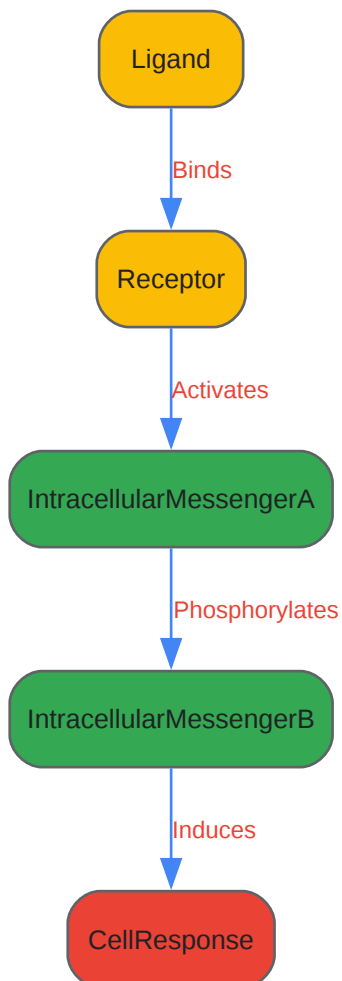 Ligand
Binds
Receptor
Activates
IntracellularMessengerA
Phosphorylates
IntracellularMessengerB
Induces
CellResponse